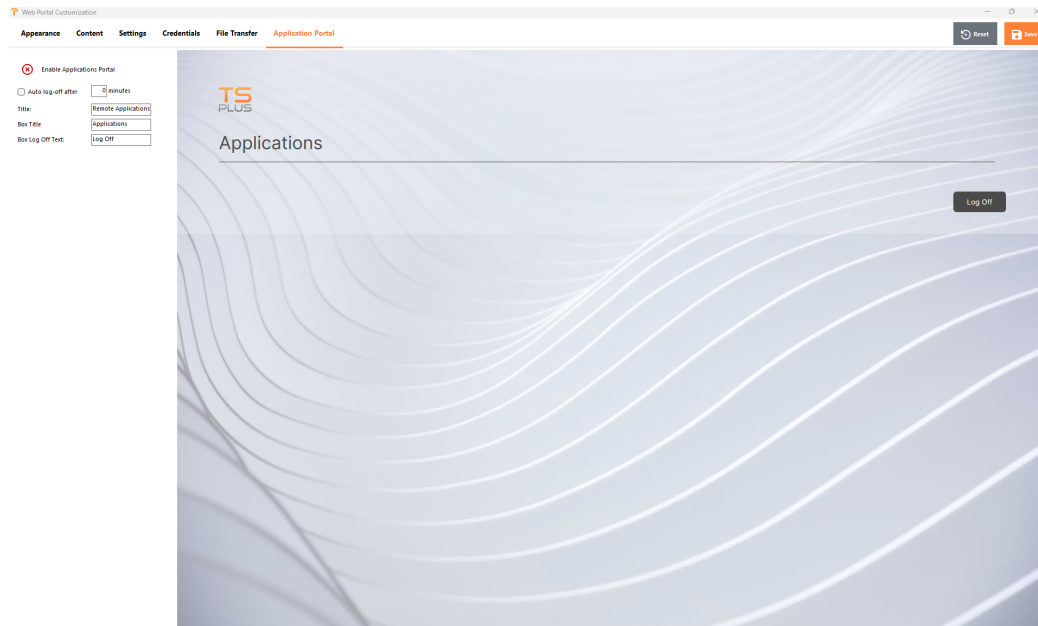 Web Portal Customization
Appearance Content Settings Credentials File Transfer Application Portal
Reset Save
Enable Applications Portal
Auto log-off after 0 minutes
Title: Remote Applications
Box Title Applications
Box Log Off Text: Log Off
TS
PLUS
Applications
Log Off